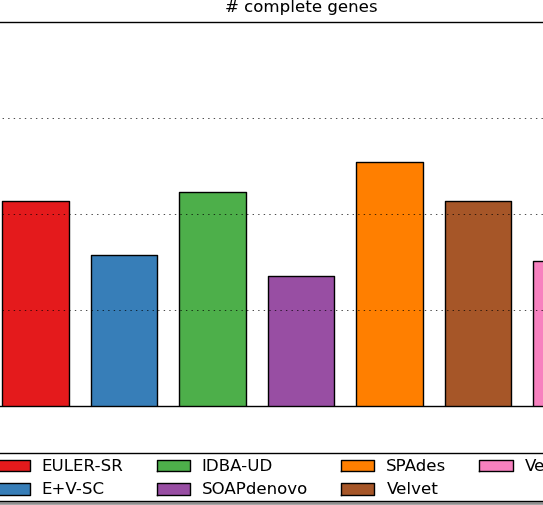 # complete genes
EULER-SR IDBA-UD SPAdes
E+V-SC SOAPdenovo Velvet